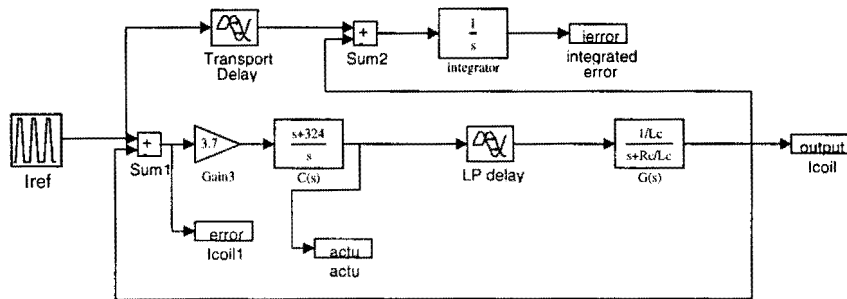 Transport
Delay
+
-
Sum2
1
s
integrator
ierror
integrated
error
Iref
+
-
Sum1
3.7
Gain3
s+324
s
C(s)
LP delay
1/Lc
s+Rc/Lc
G(s)
output
Icoil
error
Icoil1
actu
actu